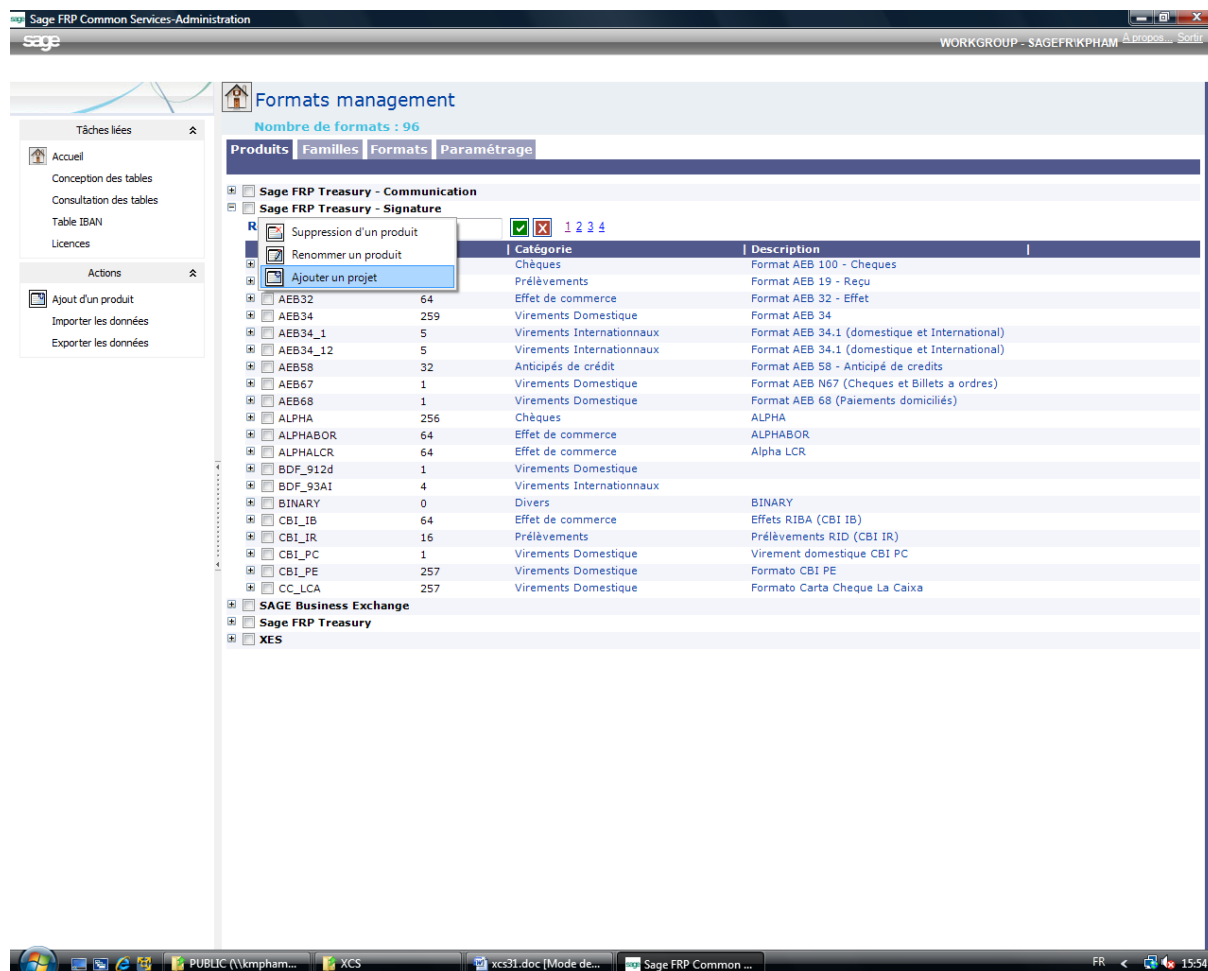 Sage FRP Common Services-Administration
sage
WORKGROUP - SAGEFR\KPHAM A propos... Sortir
Formats management
Nombre de formats : 96
Produits Familles Formats Paramétrage
Tâches liées
Accueil
Conception des tables
Consultation des tables
Table IBAN
Licences
Actions
Ajout d'un produit
Importer les données
Exporter les données
Sage FRP Treasury - Communication
Sage FRP Treasury - Signature
R 1 2 3 4
Suppression d'un produit
Renommer un produit
Ajouter un projet
| Catégorie | Description |
Chèques Format AEB 100 - Cheques
Prélèvements Format AEB 19 - Reçu
AEB32 64 Effet de commerce Format AEB 32 - Effet
AEB34 259 Virements Domestique Format AEB 34
AEB34_1 5 Virements Internationnaux Format AEB 34.1 (domestique et International)
AEB34_12 5 Virements Internationnaux Format AEB 34.1 (domestique et International)
AEB58 32 Anticipés de crédit Format AEB 58 - Anticipé de credits
AEB67 1 Virements Domestique Format AEB N67 (Cheques et Billets a ordres)
AEB68 1 Virements Domestique Format AEB 68 (Paiements domiciliés)
ALPHA 256 Chèques ALPHA
ALPHABOR 64 Effet de commerce ALPHABOR
ALPHALCR 64 Effet de commerce Alpha LCR
BDF_912d 1 Virements Domestique
BDF_93AI 4 Virements Internationnaux
BINARY 0 Divers BINARY
CBI_IB 64 Effet de commerce Effets RIBA (CBI IB)
CBI_IR 16 Prélèvements Prélèvements RID (CBI IR)
CBI_PC 1 Virements Domestique Virement domestique CBI PC
CBI_PE 257 Virements Domestique Formato CBI PE
CC_LCA 257 Virements Domestique Formato Carta Cheque La Caixa
SAGE Business Exchange
Sage FRP Treasury
XES
PUBLIC (\\kmpham... XCS xcs31.doc [Mode de... Sage FRP Common ... FR 15:54